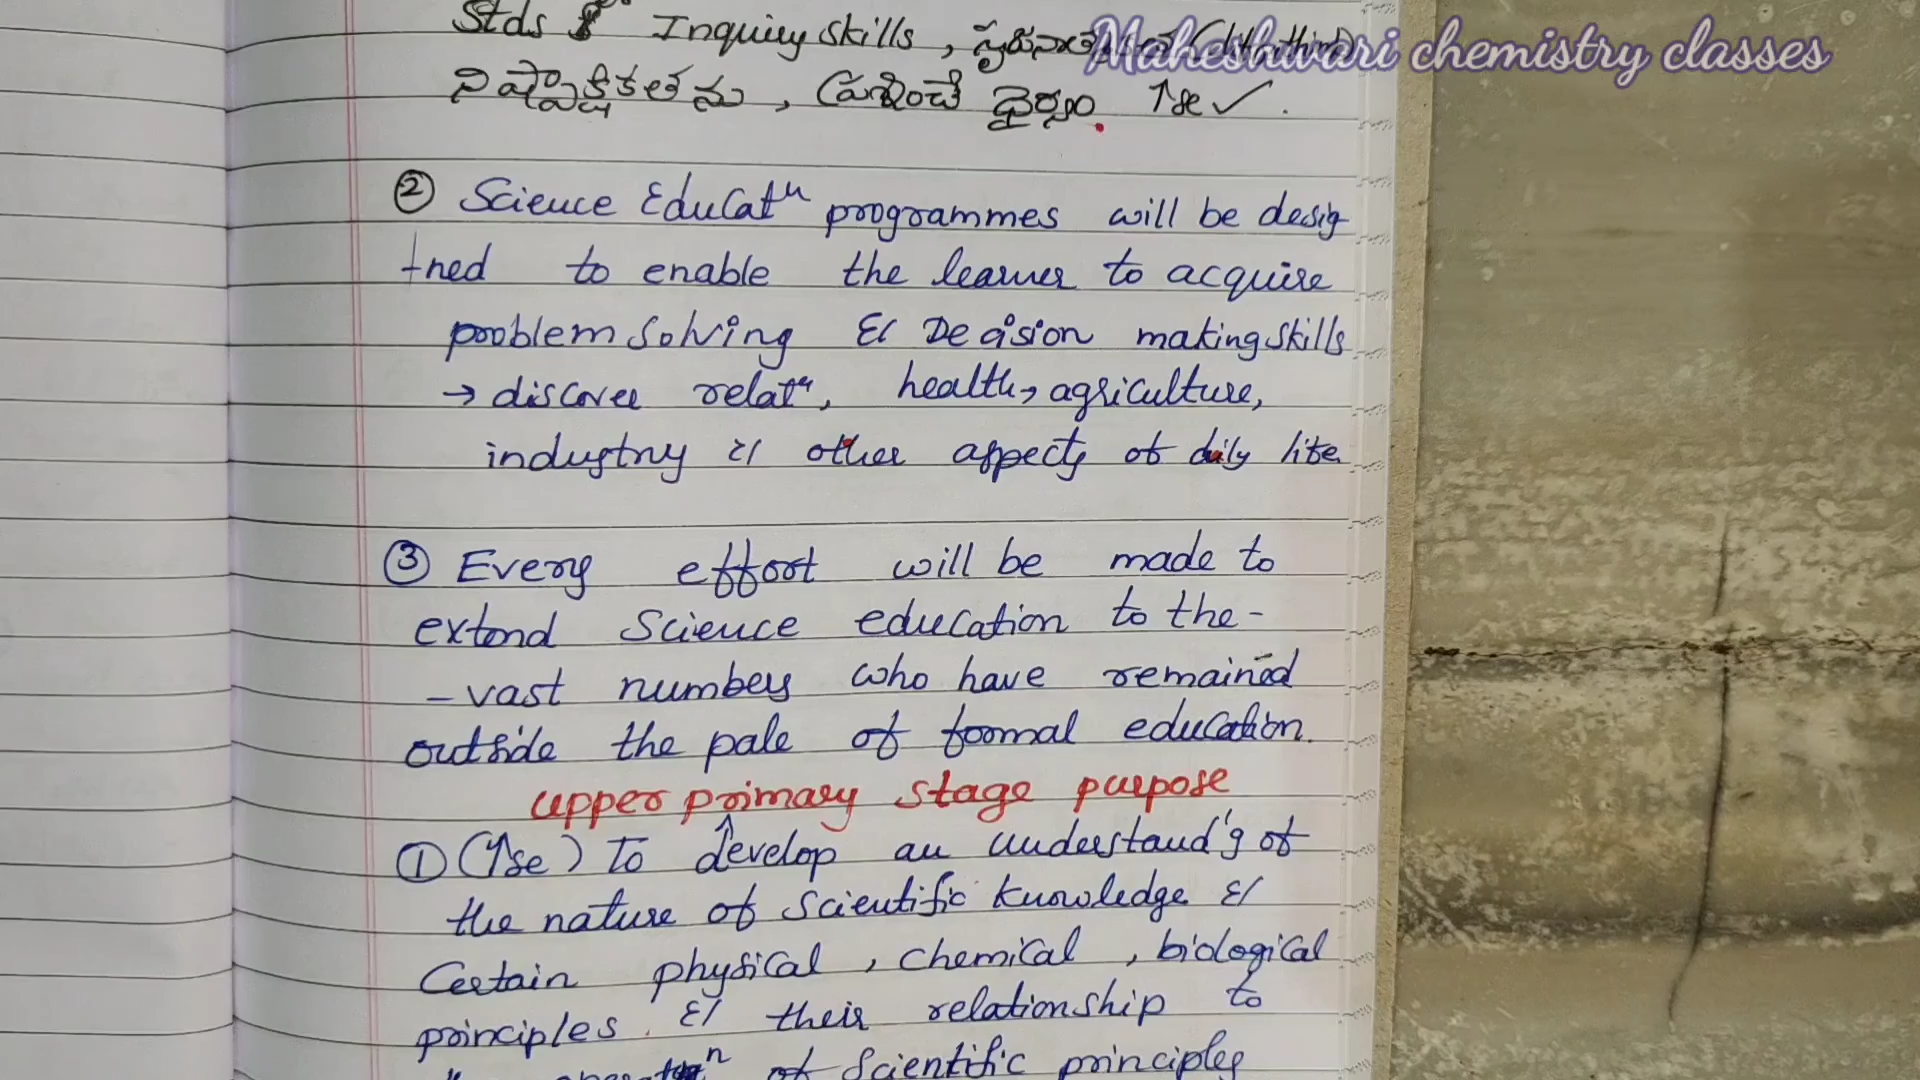 Stds Inquiry skills,
Maheshwari chemistry classes
↑se ✓.
② Science Educatⁿ programmes will be desig
-ned to enable the learner to acquire
problem solving & Decision making skills
→ discover relatⁿ, health, agriculture,
industry & other aspects of daily life
③ Every effort will be made to
extend science education to the-
-vast numbers who have remained
outside the pale of formal education.
upper primary stage purpose
① (↑se) To develop an understand'g of
the nature of scientific knowledge &
Certain physical, chemical, biological
principles. & their relationship to
of scientific principles